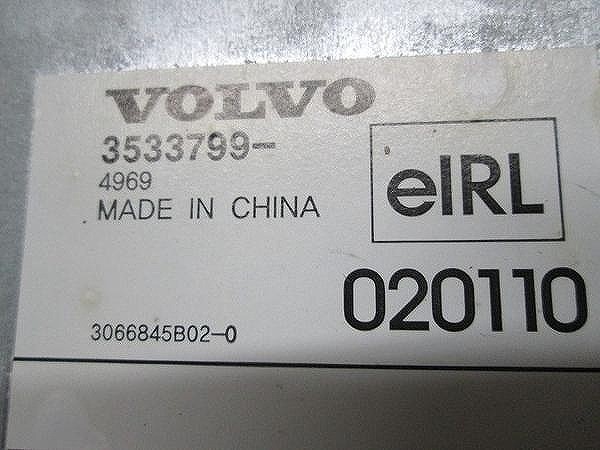 VOLVO
3533799-
4969
MADE IN CHINA
eIRL
020110
3066845B02-0